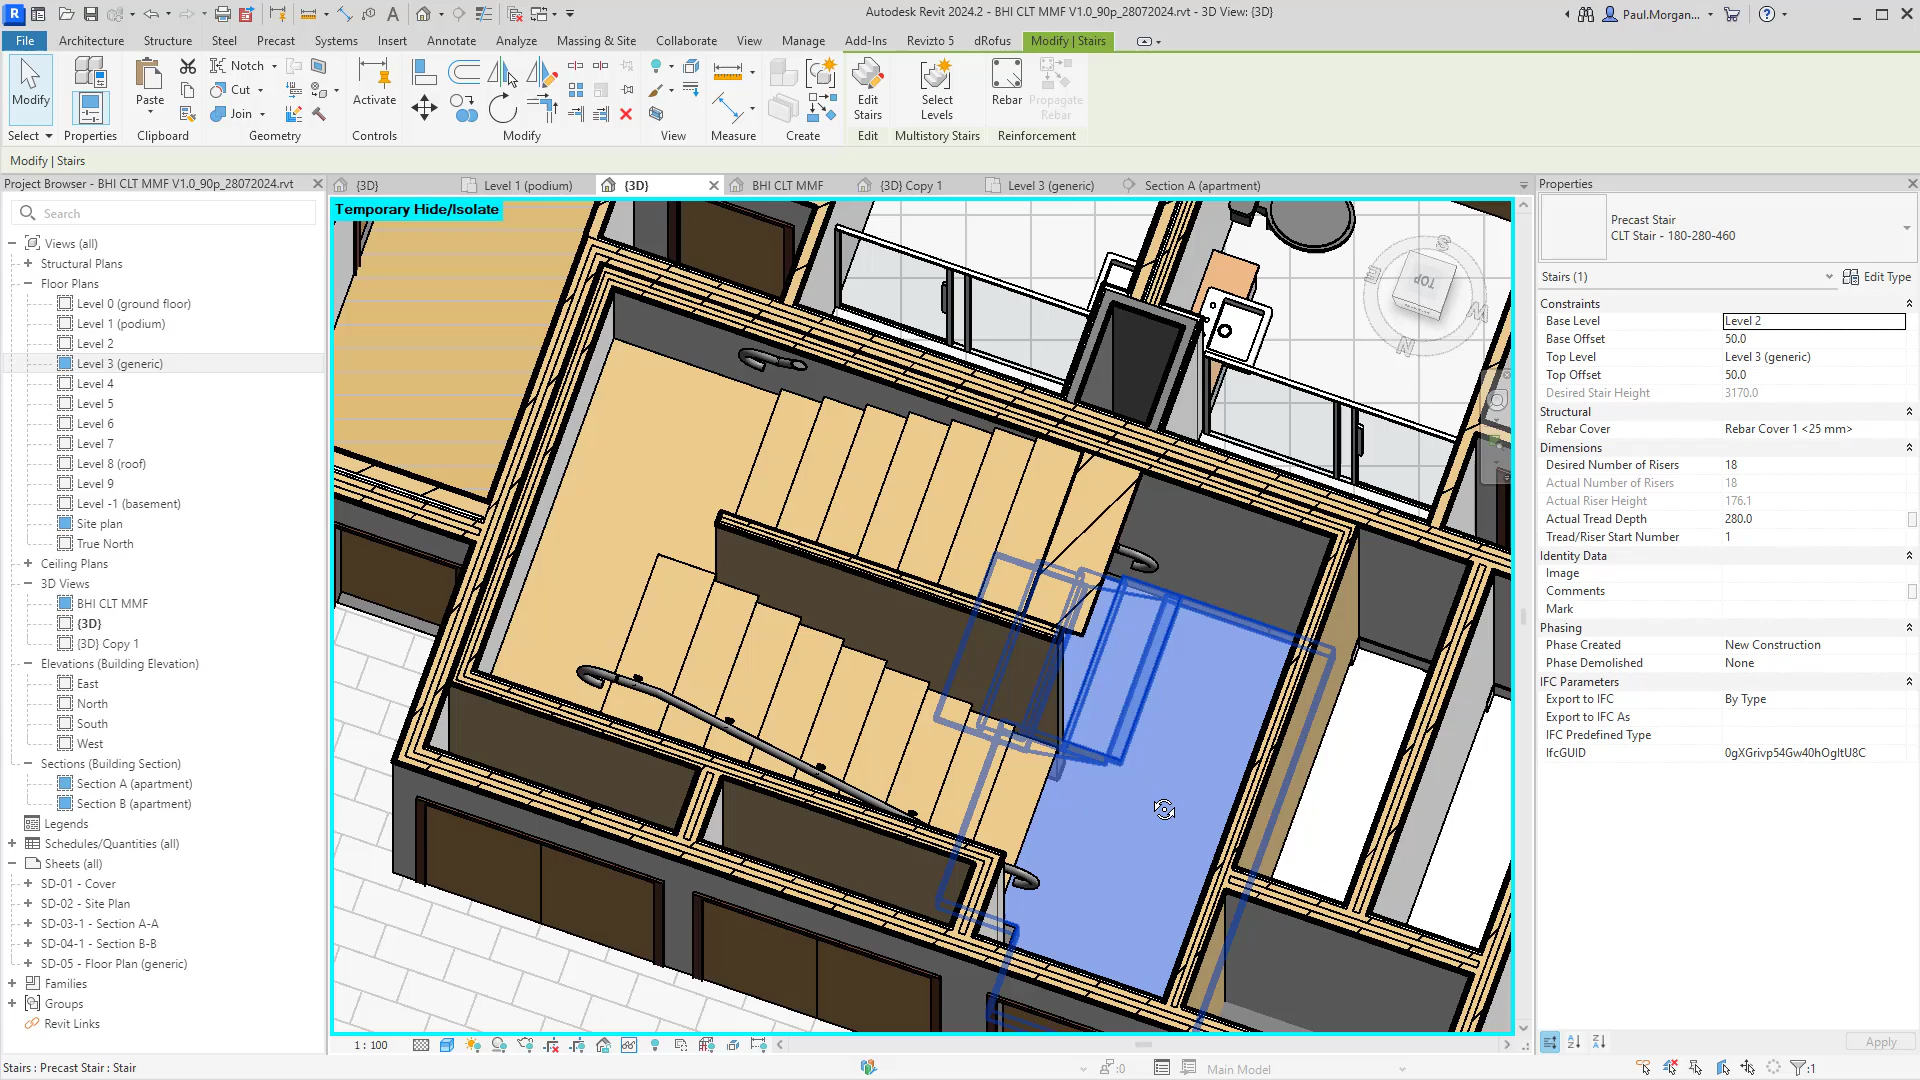 Autodesk Revit 2024.2 - BHI CLT MMF V1.0_90p_28072024.rvt - 3D View: {3D}
Paul.Morgan...
File Architecture Structure Steel Precast Systems Insert Annotate Analyze Massing & Site Collaborate View Manage Add-Ins Revizto 5 dRofus Modify | Stairs
Modify
Select
Properties
Paste
Clipboard
Notch
Cut
Join
Geometry
Activate
Controls
Modify
View
Measure
Create
Edit
Stairs
Edit
Select
Levels
Multistory Stairs
Rebar
Propagate
Rebar
Reinforcement
Modify | Stairs
Project Browser - BHI CLT MMF V1.0_90p_28072024.rvt
Search
Views (all)
Structural Plans
Floor Plans
Level 0 (ground floor)
Level 1 (podium)
Level 2
Level 3 (generic)
Level 4
Level 5
Level 6
Level 7
Level 8 (roof)
Level 9
Level -1 (basement)
Site plan
True North
Ceiling Plans
3D Views
BHI CLT MMF
{3D}
{3D} Copy 1
Elevations (Building Elevation)
East
North
South
West
Sections (Building Section)
Section A (apartment)
Section B (apartment)
Legends
Schedules/Quantities (all)
Sheets (all)
SD-01 - Cover
SD-02 - Site Plan
SD-03-1 - Section A-A
SD-04-1 - Section B-B
SD-05 - Floor Plan (generic)
Families
Groups
Revit Links
{3D} Level 1 (podium) {3D} BHI CLT MMF {3D} Copy 1 Level 3 (generic) Section A (apartment)
Temporary Hide/Isolate
S
E
TOP
W
N
1 : 100
Properties
Precast Stair
CLT Stair - 180-280-460
Stairs (1) Edit Type
Constraints
Base Level Level 2
Base Offset 50.0
Top Level Level 3 (generic)
Top Offset 50.0
Desired Stair Height 3170.0
Structural
Rebar Cover Rebar Cover 1 <25 mm>
Dimensions
Desired Number of Risers 18
Actual Number of Risers 18
Actual Riser Height 176.1
Actual Tread Depth 280.0
Tread/Riser Start Number 1
Identity Data
Image
Comments
Mark
Phasing
Phase Created New Construction
Phase Demolished None
IFC Parameters
Export to IFC By Type
Export to IFC As
IFC Predefined Type
IfcGUID 0gXGrivp54Gw40hOgItU8C
Apply
Stairs : Precast Stair : Stair
:0
Main Model
:1